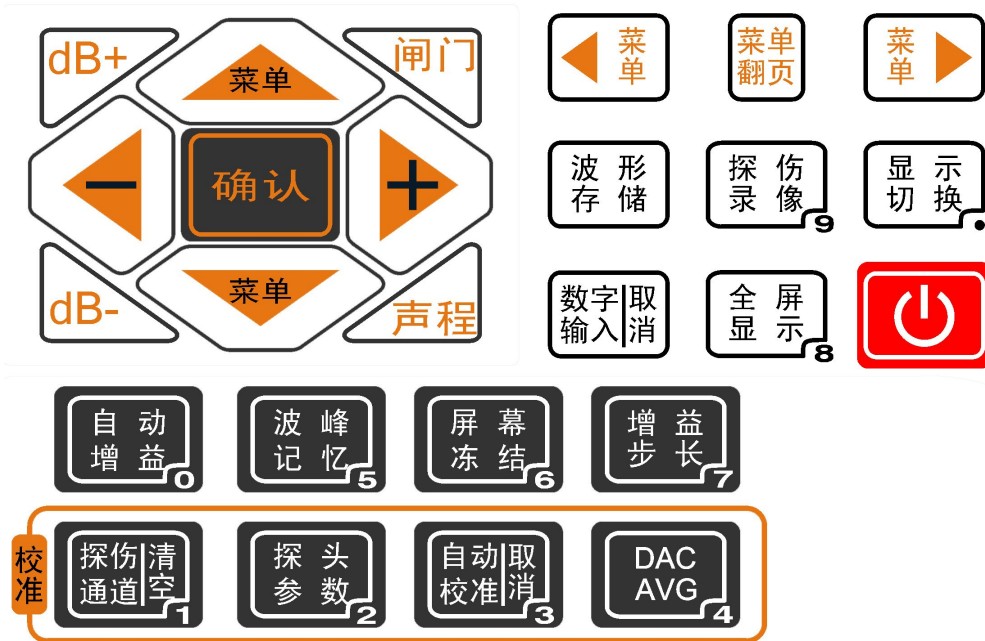 dB+
菜单
闸门
确认
+
dB-
菜单
声程
菜
单
菜单
翻页
菜
单
波 形
存 储
探 伤
录 像
9
显 示
切 换
.
数字|取
输入|消
全 屏
显 示
8
自 动
增 益
0
波 峰
记 忆
5
屏 幕
冻 结
6
增 益
步 长
7
校
准
探伤|清
通道|空
1
探 头
参 数
2
自动|取
校准|消
3
DAC
AVG
4